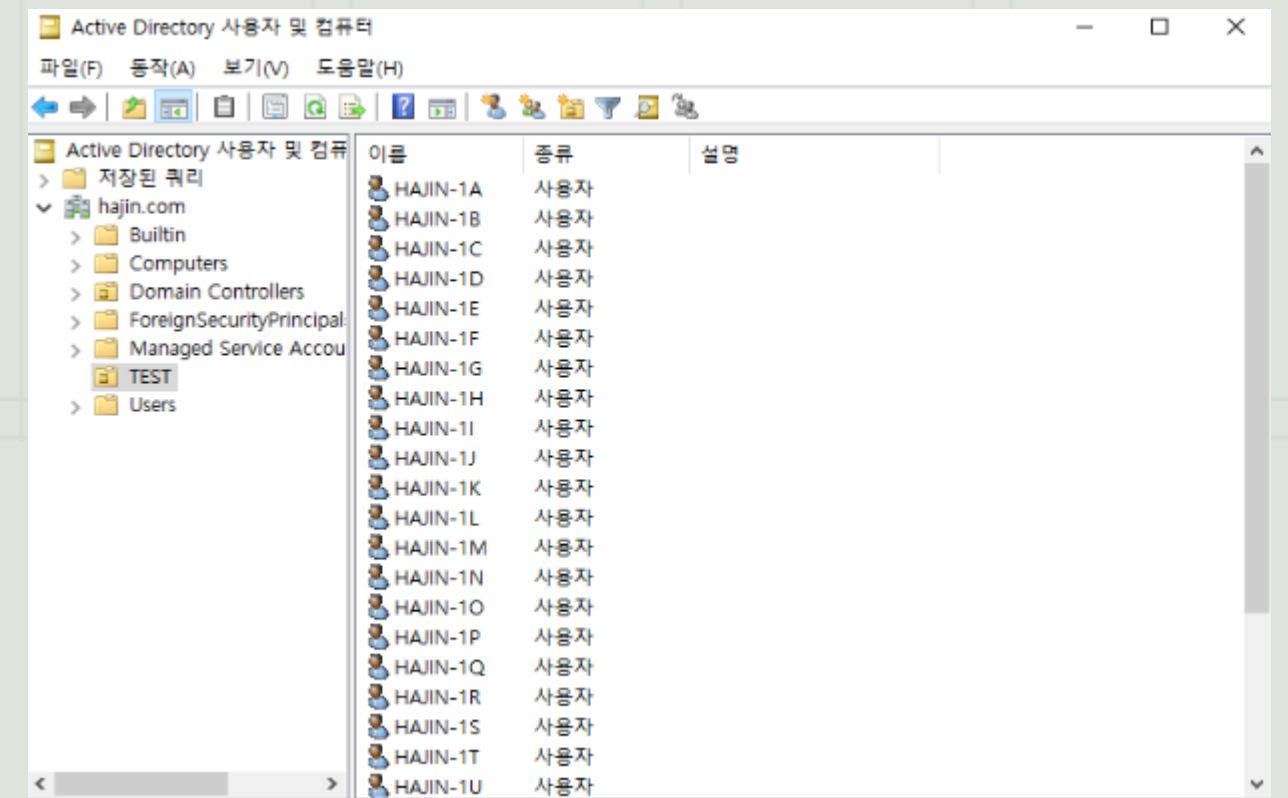 Active Directory 사용자 및 컴퓨터
파일(F) 동작(A) 보기(V) 도움말(H)
Active Directory 사용자 및 컴퓨
저장된 쿼리
hajin.com
Builtin
Computers
Domain Controllers
ForeignSecurityPrincipal
Managed Service Accou
TEST
Users
이름 종류 설명
HAJIN-1A 사용자
HAJIN-1B 사용자
HAJIN-1C 사용자
HAJIN-1D 사용자
HAJIN-1E 사용자
HAJIN-1F 사용자
HAJIN-1G 사용자
HAJIN-1H 사용자
HAJIN-1I 사용자
HAJIN-1J 사용자
HAJIN-1K 사용자
HAJIN-1L 사용자
HAJIN-1M 사용자
HAJIN-1N 사용자
HAJIN-1O 사용자
HAJIN-1P 사용자
HAJIN-1Q 사용자
HAJIN-1R 사용자
HAJIN-1S 사용자
HAJIN-1T 사용자
HAJIN-1U 사용자